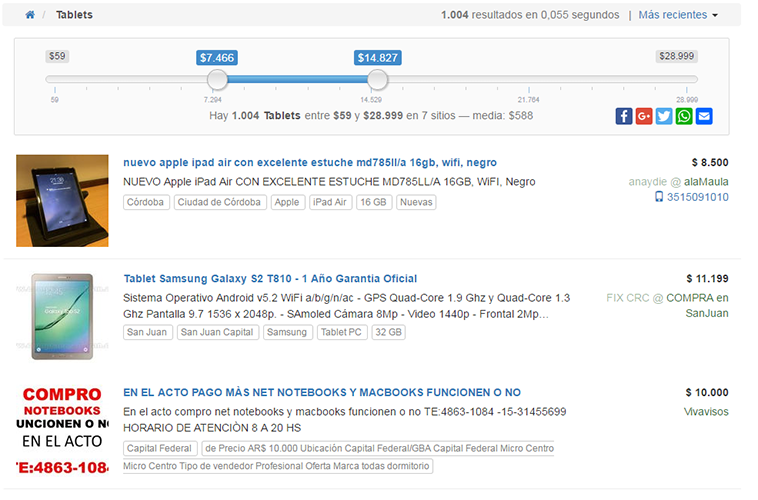 / Tablets
1.004 resultados en 0,055 segundos | Más recientes
$59 $7.466 $14.827 $28.999
59 7.294 14.529 21.764 28.999
Hay 1.004 Tablets entre $59 y $28.999 en 7 sitios — media: $588
nuevo apple ipad air con excelente estuche md785ll/a 16gb, wifi, negro
$ 8.500
NUEVO Apple iPad Air CON EXCELENTE ESTUCHE MD785LL/A 16GB, WiFI, Negro
anaydie @ alaMaula
3515091010
Córdoba Ciudad de Córdoba Apple iPad Air 16 GB Nuevas
Tablet Samsung Galaxy S2 T810 - 1 Año Garantia Oficial
$ 11.199
Sistema Operativo Android v5.2 WiFi a/b/g/n/ac - GPS Quad-Core 1.9 Ghz y Quad-Core 1.3
Ghz Pantalla 9.7 1536 x 2048p. - SAmoled Cámara 8Mp - Video 1440p - Frontal 2Mp…
FIX CRC @ COMPRA en
SanJuan
San Juan San Juan Capital Samsung Tablet PC 32 GB
COMPRO
NOTEBOOKS
UNCIONEN O N
EN EL ACTO
TE:4863-108
EN EL ACTO PAGO MÀS NET NOTEBOOKS Y MACBOOKS FUNCIONEN O NO
$ 10.000
En el acto compro net notebooks y macbooks funcionen o no TE:4863-1084 -15-31455699
HORARIO DE ATENCIÒN 8 A 20 HS
Vivavisos
Capital Federal de Precio AR$ 10.000 Ubicación Capital Federal/GBA Capital Federal Micro Centro
Micro Centro Tipo de vendedor Profesional Oferta Marca todas dormitorio